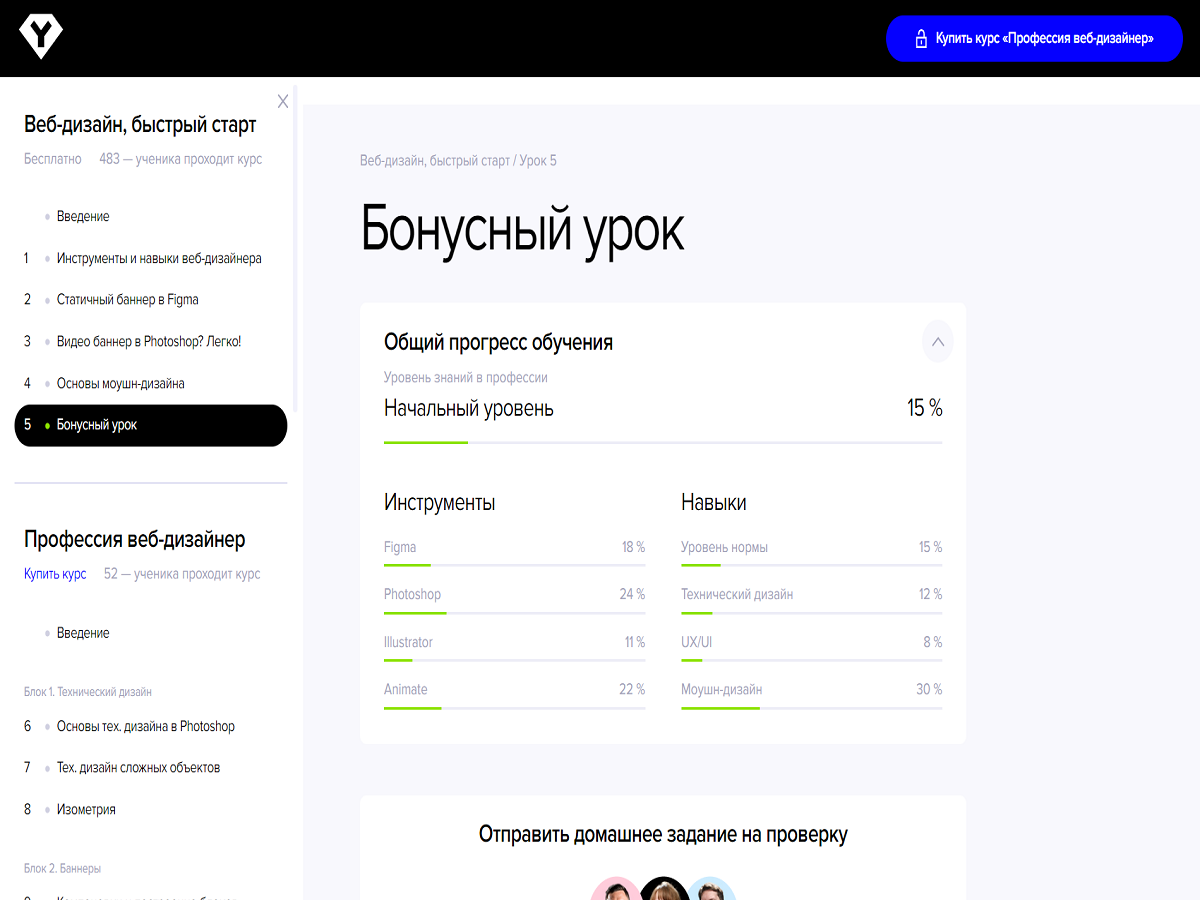 Y
Купить курс «Профессия веб-дизайнер»
Веб-дизайн, быстрый старт
Бесплатно 483 — ученика проходит курс
Введение
1 Инструменты и навыки веб-дизайнера
2 Статичный баннер в Figma
3 Видео баннер в Photoshop? Легко!
4 Основы моушн-дизайна
5 Бонусный урок
Профессия веб-дизайнер
Купить курс 52 — ученика проходит курс
Введение
Блок 1. Технический дизайн
6 Основы тех. дизайна в Photoshop
7 Тех. дизайн сложных объектов
8 Изометрия
Блок 2. Баннеры
Веб-дизайн, быстрый старт / Урок 5
Бонусный урок
Общий прогресс обучения
Уровень знаний в профессии
Начальный уровень 15 %
Инструменты
Figma 18 %
Photoshop 24 %
Illustrator 11 %
Animate 22 %
Навыки
Уровень нормы 15 %
Технический дизайн 12 %
UX/UI 8 %
Моушн-дизайн 30 %
Отправить домашнее задание на проверку